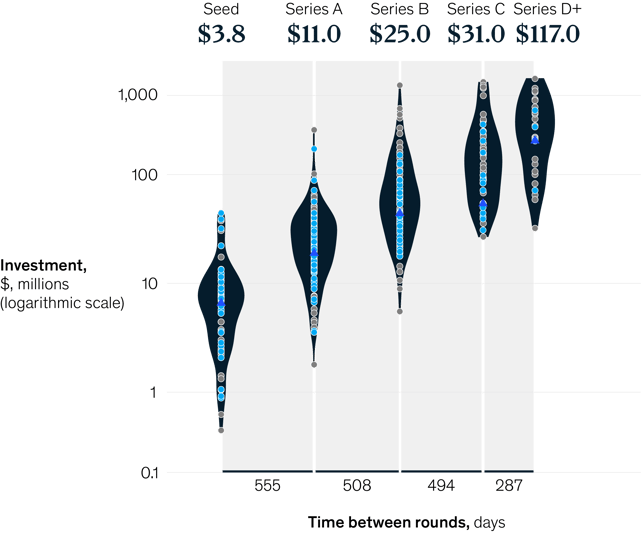 Seed Series A Series B Series C Series D+
$3.8 $11.0 $25.0 $31.0 $117.0
1,000
100
Investment,
$, millions
(logarithmic scale)
10
1
0.1
555 508 494 287
Time between rounds, days